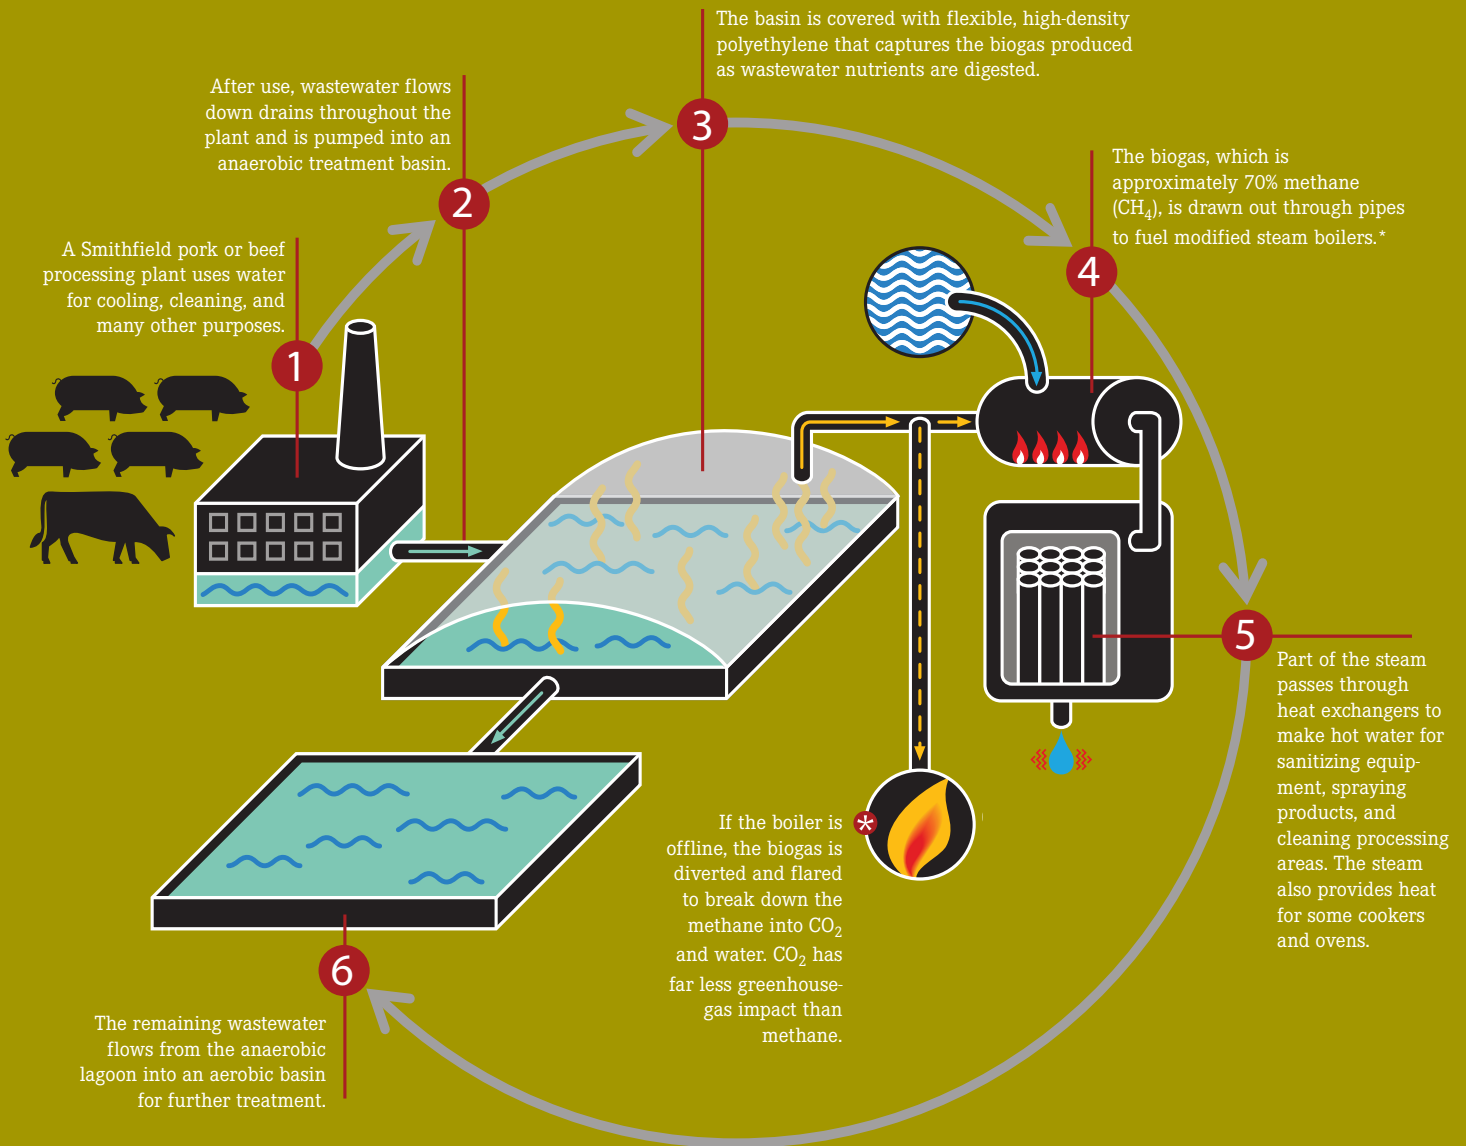 1
A Smithfield pork or beef
processing plant uses water
for cooling, cleaning, and
many other purposes.
2
After use, wastewater flows
down drains throughout the
plant and is pumped into an
anaerobic treatment basin.
3
The basin is covered with flexible, high-density
polyethylene that captures the biogas produced
as wastewater nutrients are digested.
4
The biogas, which is
approximately 70% methane
(CH₄), is drawn out through pipes
to fuel modified steam boilers.*
5
Part of the steam
passes through
heat exchangers to
make hot water for
sanitizing equip-
ment, spraying
products, and
cleaning processing
areas. The steam
also provides heat
for some cookers
and ovens.
*
If the boiler is
offline, the biogas is
diverted and flared
to break down the
methane into CO₂
and water. CO₂ has
far less greenhouse-
gas impact than
methane.
6
The remaining wastewater
flows from the anaerobic
lagoon into an aerobic basin
for further treatment.